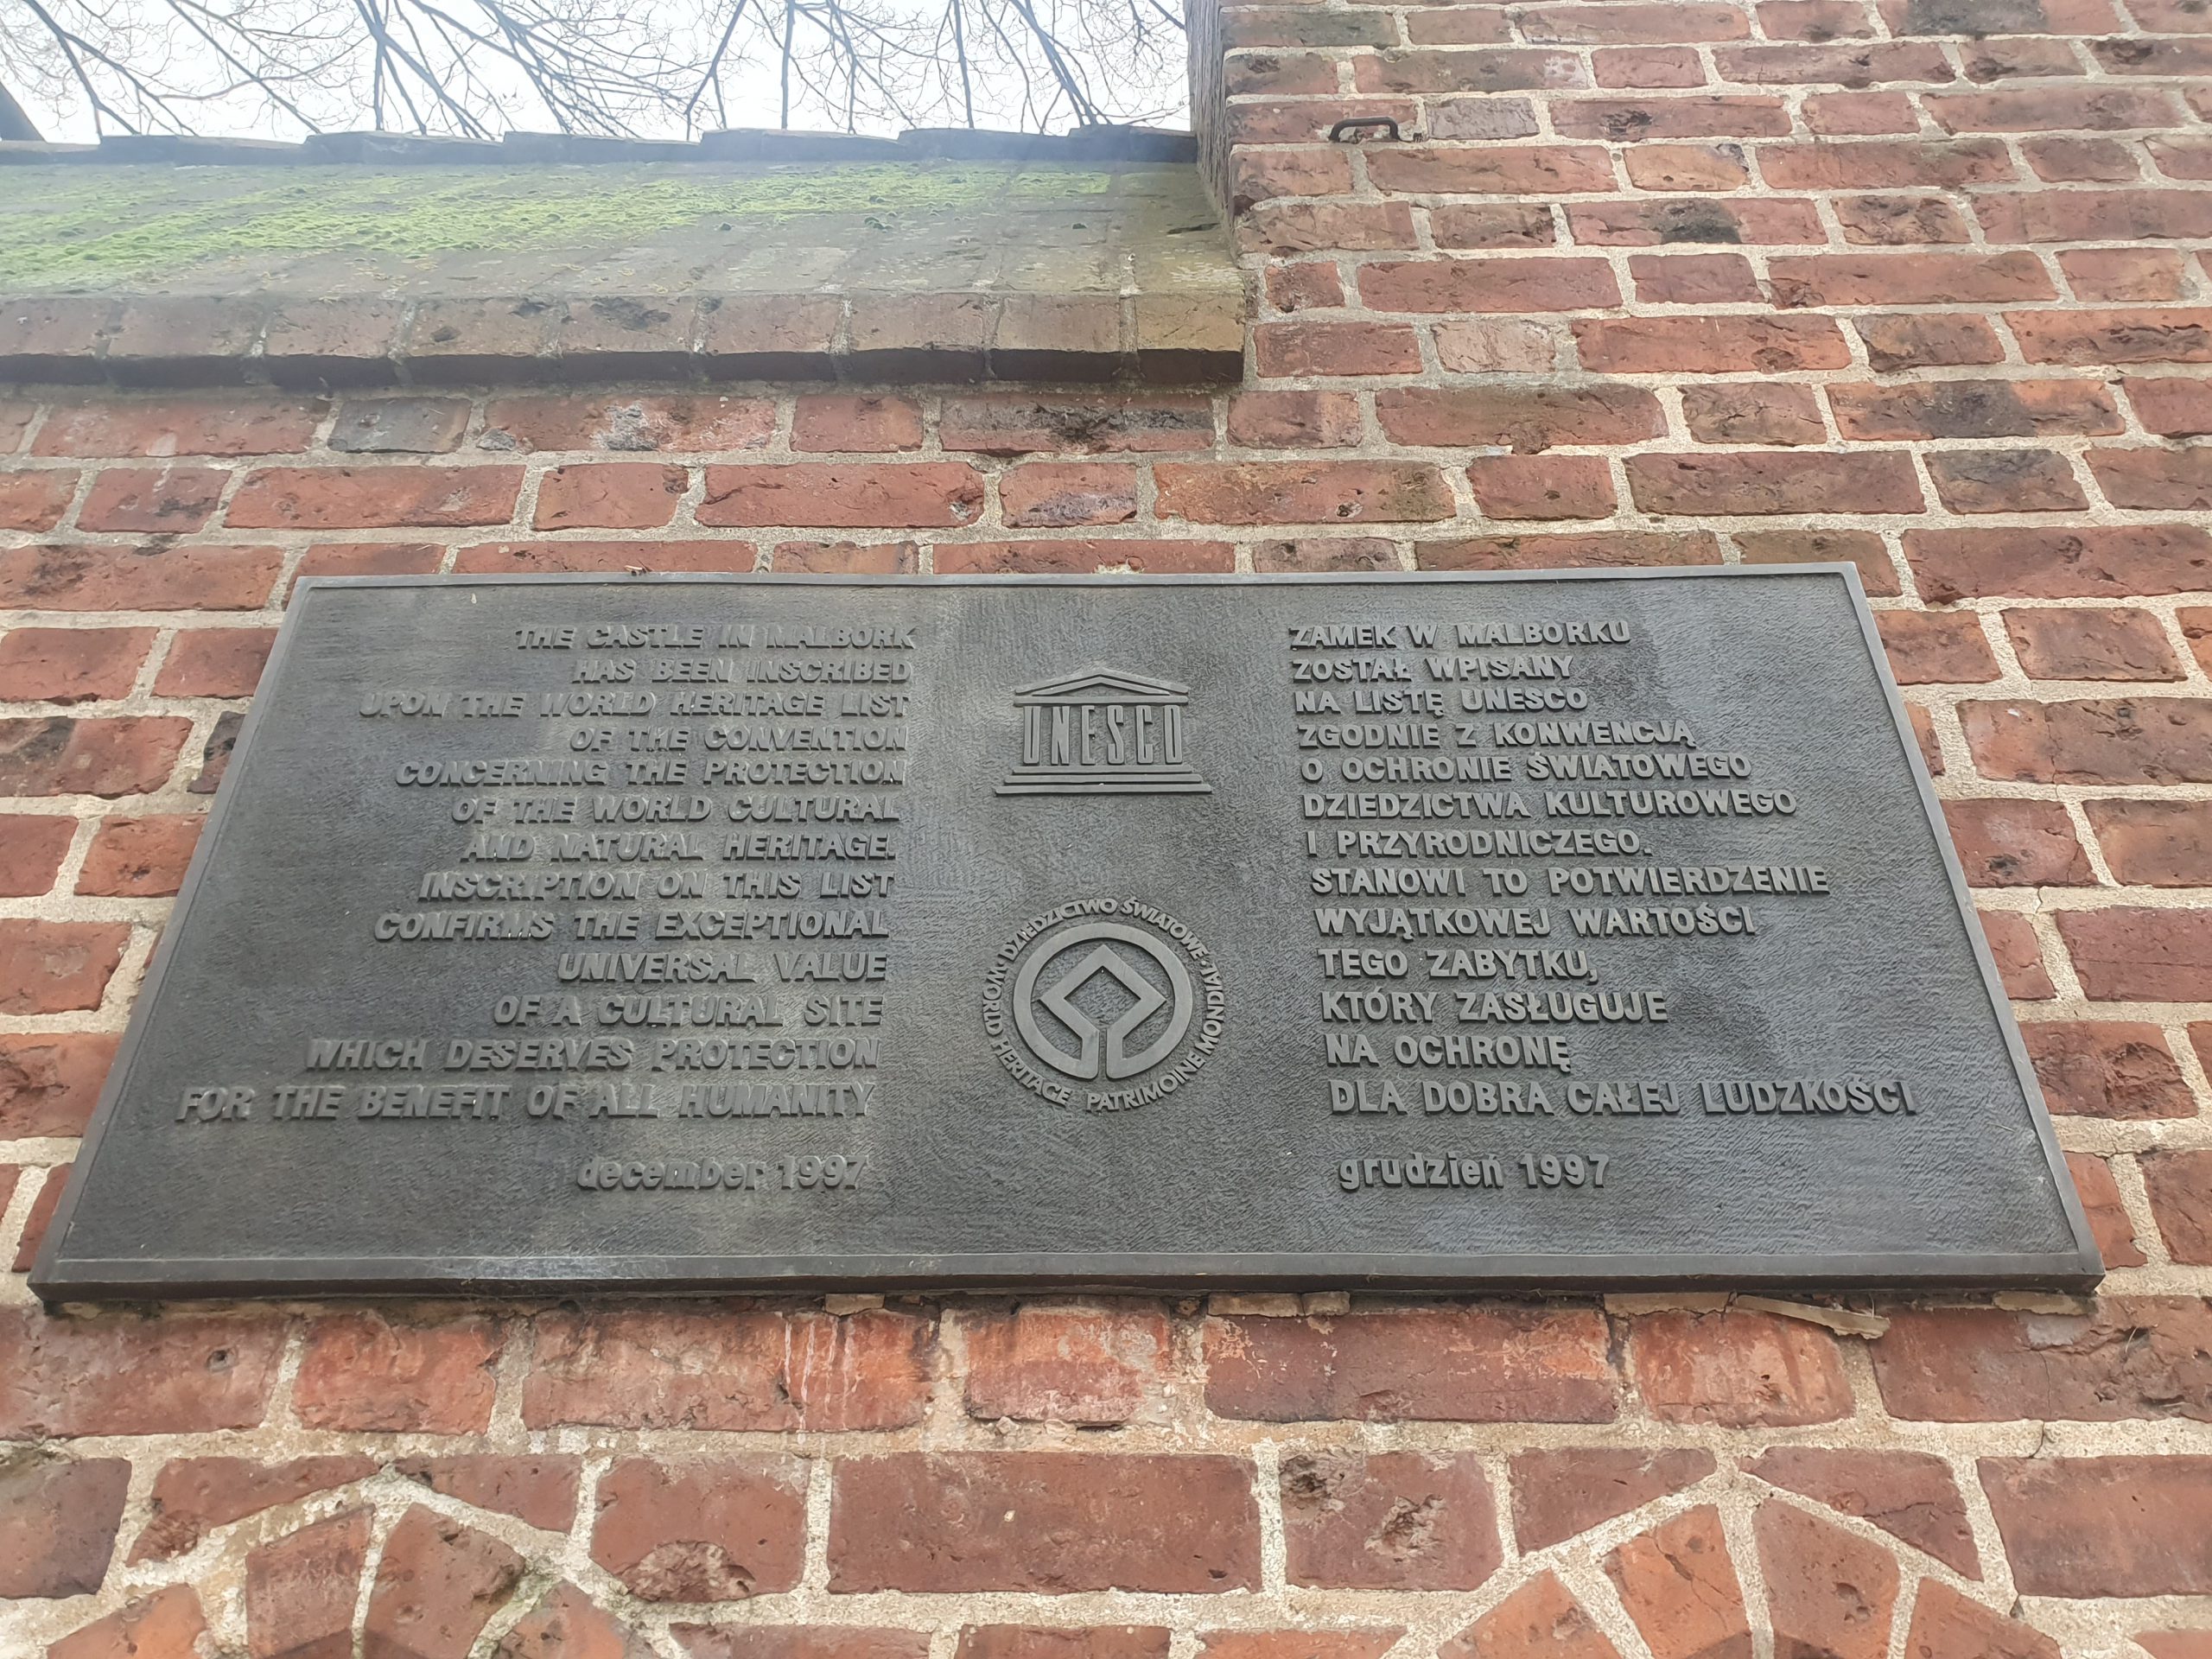 THE CASTLE IN MALBORK
HAS BEEN INSCRIBED
UPON THE WORLD HERITAGE LIST
OF THE CONVENTION
CONCERNING THE PROTECTION
OF THE WORLD CULTURAL
AND NATURAL HERITAGE.
INSCRIPTION ON THIS LIST
CONFIRMS THE EXCEPTIONAL
UNIVERSAL VALUE
OF A CULTURAL SITE
WHICH DESERVES PROTECTION
FOR THE BENEFIT OF ALL HUMANITY
december 1997
UNESCO
DZIEDZICTWO ŚWIATOWE · WORLD HERITAGE PATRIMOINE MONDIAL ·
ZAMEK W MALBORKU
ZOSTAŁ WPISANY
NA LISTĘ UNESCO
ZGODNIE Z KONWENCJĄ
O OCHRONIE ŚWIATOWEGO
DZIEDZICTWA KULTUROWEGO
I PRZYRODNICZEGO.
STANOWI TO POTWIERDZENIE
WYJĄTKOWEJ WARTOŚCI
TEGO ZABYTKU,
KTÓRY ZASŁUGUJE
NA OCHRONĘ
DLA DOBRA CAŁEJ LUDZKOŚCI
grudzień 1997